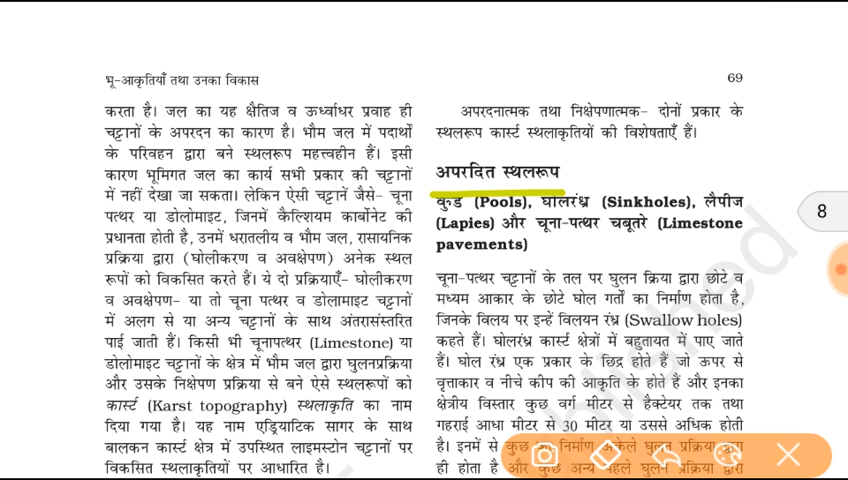 भू-आकृतियाँ तथा उनका विकास
69
करता है। जल का यह क्षैतिज व ऊर्ध्वाधर प्रवाह ही
चट्टानों के अपरदन का कारण है। भौम जल में पदार्थों
के परिवहन द्वारा बने स्थलरूप महत्त्वहीन हैं। इसी
कारण भूमिगत जल का कार्य सभी प्रकार की चट्टानों
में नहीं देखा जा सकता। लेकिन ऐसी चट्टानें जैसे- चूना
पत्थर या डोलोमाइट, जिनमें कैल्शियम कार्बोनेट की
प्रधानता होती है, उनमें धरातलीय व भौम जल, रासायनिक
प्रक्रिया द्वारा (घोलीकरण व अवक्षेपण) अनेक स्थल
रूपों को विकसित करते हैं। ये दो प्रक्रियाएँ- घोलीकरण
व अवक्षेपण- या तो चूना पत्थर व डोलामाइट चट्टानों
में अलग से या अन्य चट्टानों के साथ अंतरासंस्तरित
पाई जाती हैं। किसी भी चूनापत्थर (Limestone) या
डोलोमाइट चट्टानों के क्षेत्र में भौम जल द्वारा घुलनप्रक्रिया
और उसके निक्षेपण प्रक्रिया से बने ऐसे स्थलरूपों को
कार्स्ट (Karst topography) स्थलाकृति का नाम
दिया गया है। यह नाम एड्रियाटिक सागर के साथ
बालकन कार्स्ट क्षेत्र में उपस्थित लाइमस्टोन चट्टानों पर
विकसित स्थलाकृतियों पर आधारित है।
अपरदनात्मक तथा निक्षेपणात्मक- दोनों प्रकार के
स्थलरूप कार्स्ट स्थलाकृतियों की विशेषताएँ हैं।
अपरदित स्थलरूप
कुंड (Pools), घोलरंध्र (Sinkholes), लैपीज
(Lapies) और चूना-पत्थर चबूतरे (Limestone
pavements)
चूना-पत्थर चट्टानों के तल पर घुलन क्रिया द्वारा छोटे व
मध्यम आकार के छोटे घोल गर्तों का निर्माण होता है,
जिनके विलय पर इन्हें विलयन रंध्र (Swallow holes)
कहते हैं। घोलरंध्र कार्स्ट क्षेत्रों में बहुतायत में पाए जाते
हैं। घोल रंध्र एक प्रकार के छिद्र होते हैं जो ऊपर से
वृत्ताकार व नीचे कीप की आकृति के होते हैं और इनका
क्षेत्रीय विस्तार कुछ वर्ग मीटर से हैक्टेयर तक तथा
गहराई आधा मीटर से 30 मीटर या उससे अधिक होती
है। इनमें से कुछ का निर्माण अकेले घुलन प्रक्रिया द्वारा
ही होता है और कुछ अन्य पहले घुलन प्रक्रिया द्वारा
8